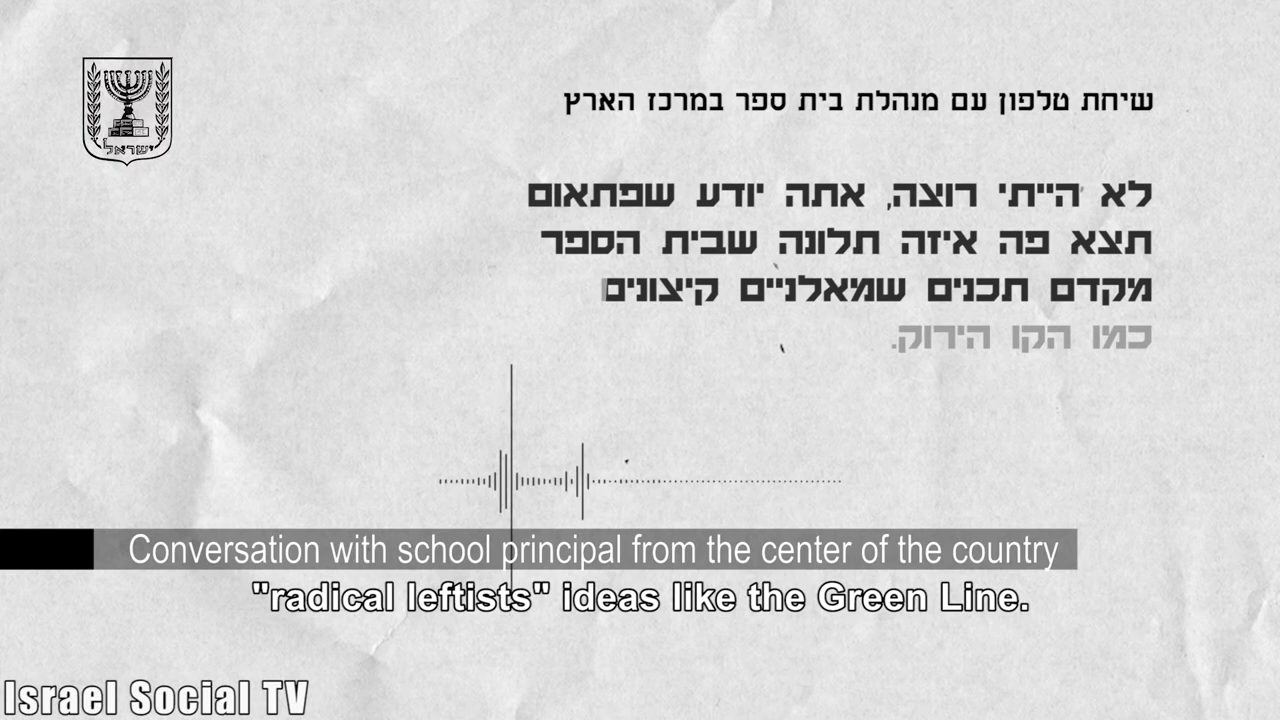 ישראל
שיחת טלפון עם מנהלת בית ספר במרכז הארץ
לא הייתי רוצה, אתה יודע שפתאום
תצא פה איזה תלונה שבית הספר
מקדם תכנים שמאלניים קיצונים
כמו הקו הירוק.
Conversation with school principal from the center of the country
"radical leftists" ideas like the Green Line.
Israel Social TV